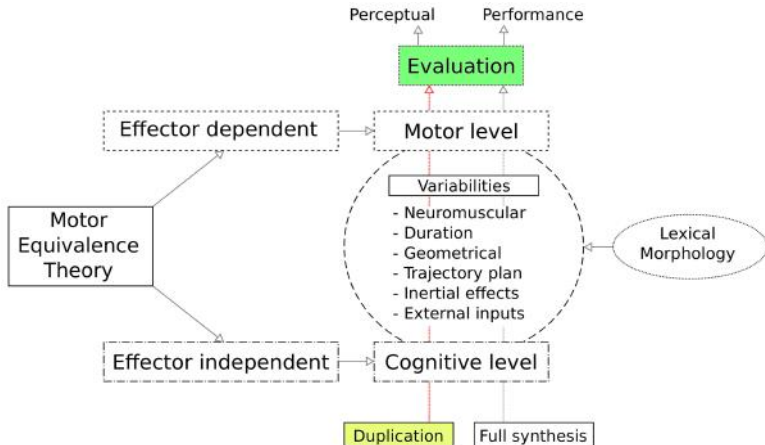 Perceptual
Performance
Evaluation
Effector dependent
Motor level
Variabilities
- Neuromuscular
- Duration
- Geometrical
- Trajectory plan
- Inertial effects
- External inputs
Motor
Equivalence
Theory
Lexical
Morphology
Effector independent
Cognitive level
Duplication
Full synthesis